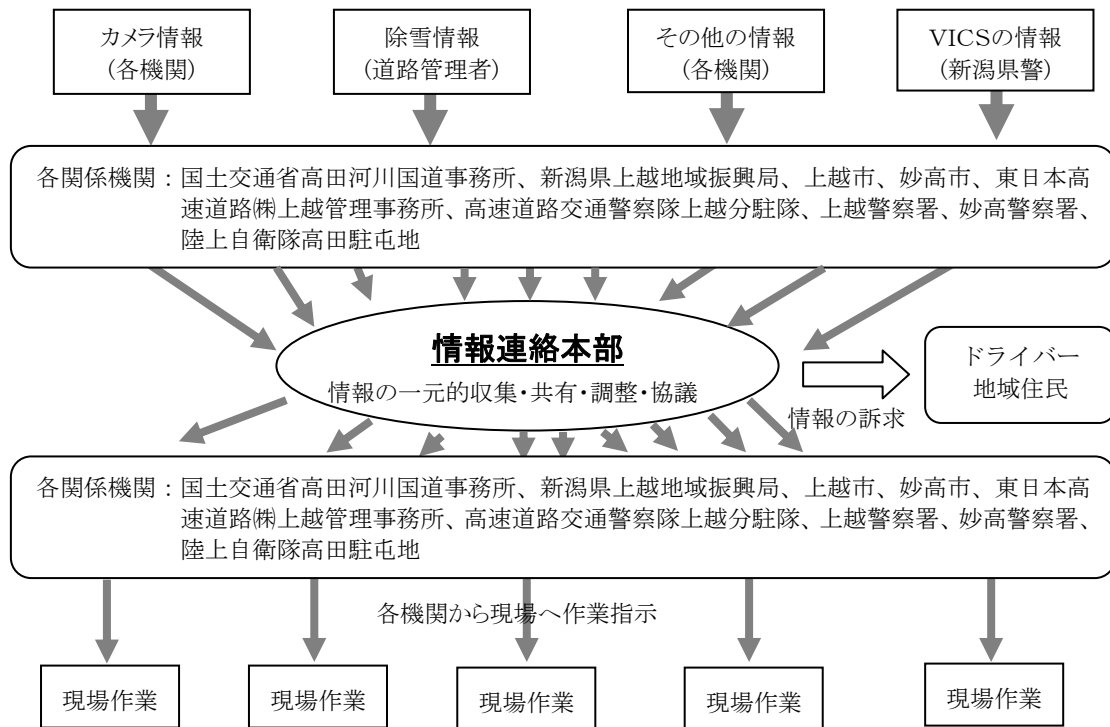 カメラ情報
(各機関)
除雪情報
(道路管理者)
その他の情報
(各機関)
VICSの情報
(新潟県警)
各関係機関：国土交通省高田河川国道事務所、新潟県上越地域振興局、上越市、妙高市、東日本高
速道路㈱上越管理事務所、高速道路交通警察隊上越分駐隊、上越警察署、妙高警察署、
陸上自衛隊高田駐屯地
情報連絡本部
情報の一元的収集・共有・調整・協議
情報の訴求
ドライバー
地域住民
各関係機関：国土交通省高田河川国道事務所、新潟県上越地域振興局、上越市、妙高市、東日本高
速道路㈱上越管理事務所、高速道路交通警察隊上越分駐隊、上越警察署、妙高警察署、
陸上自衛隊高田駐屯地
各機関から現場へ作業指示
現場作業
現場作業
現場作業
現場作業
現場作業